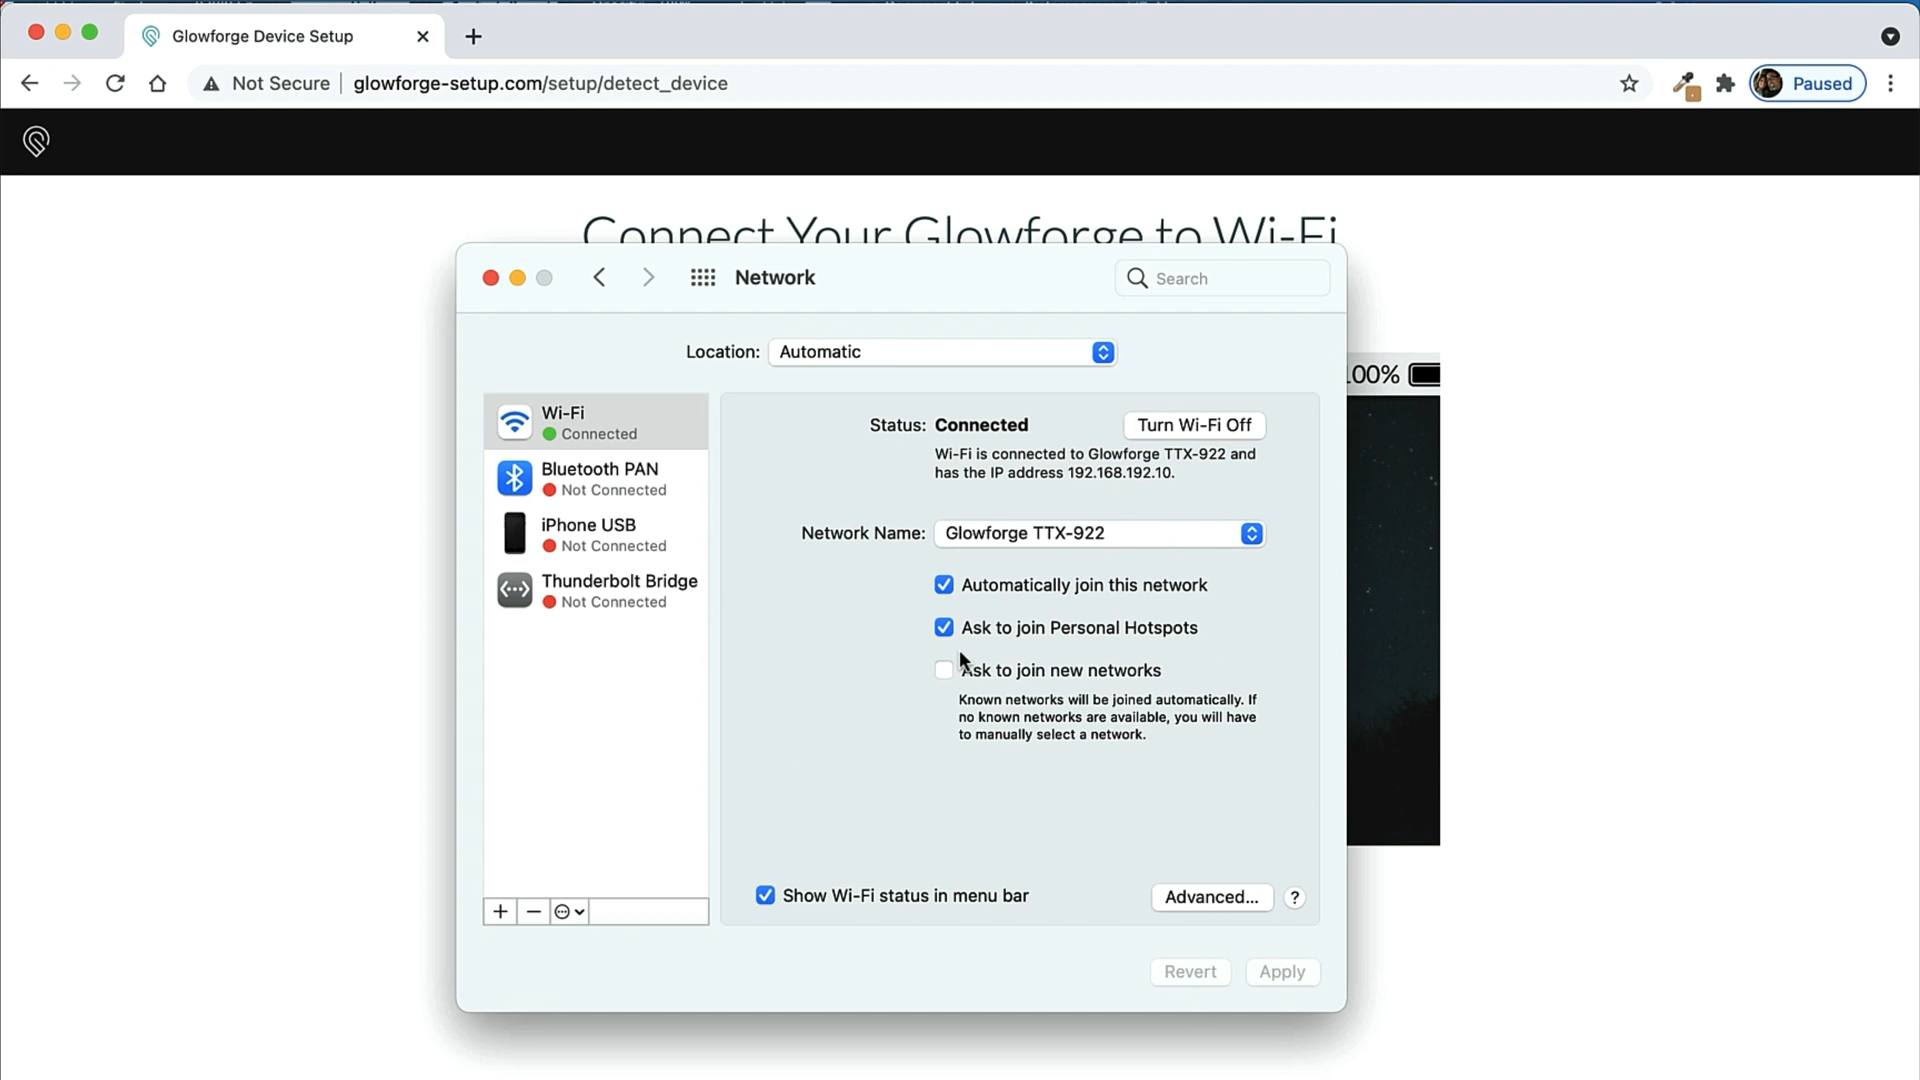 Glowforge Device Setup
Not Secure glowforge-setup.com/setup/detect_device
Paused
Connect Your Glowforge to Wi-Fi
Network
Search
Location: Automatic
100%
Wi-Fi
Connected
Bluetooth PAN
Not Connected
iPhone USB
Not Connected
Thunderbolt Bridge
Not Connected
Status: Connected
Turn Wi-Fi Off
Wi-Fi is connected to Glowforge TTX-922 and
has the IP address 192.168.192.10.
Network Name: Glowforge TTX-922
Automatically join this network
Ask to join Personal Hotspots
Ask to join new networks
Known networks will be joined automatically. If
no known networks are available, you will have
to manually select a network.
Show Wi-Fi status in menu bar
Advanced...
?
Revert
Apply